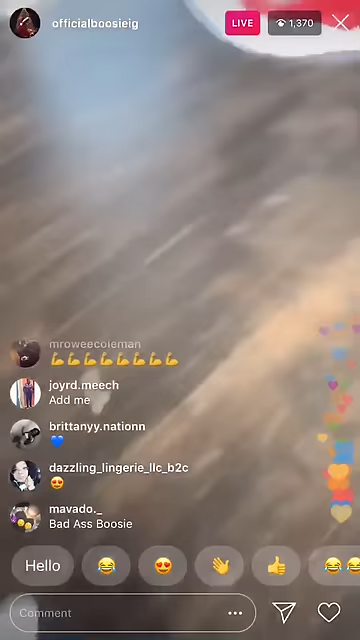 officialboosieig
LIVE
1,370
mroweecoleman
💪💪💪💪💪💪💪💪
joyrd.meech
Add me
brittanyy.nationn
💙
dazzling_lingerie_llc_b2c
😍
mavado._
Bad Ass Boosie
Hello
😂
😍
👋
👍
😂😂
Comment